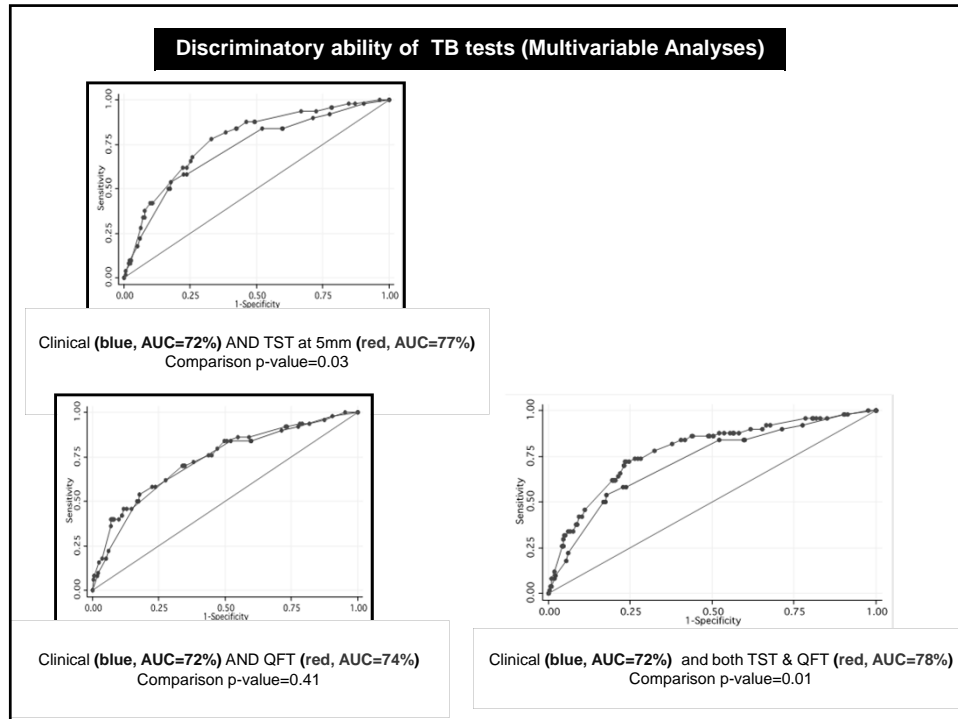 Discriminatory ability of TB tests (Multivariable Analyses)
Sensitivity
0.00 0.25 0.50 0.75 1.00
0.00 0.25 0.50 0.75 1.00
1-Specificity
Clinical (blue, AUC=72%) AND TST at 5mm (red, AUC=77%)
Comparison p-value=0.03
Sensitivity
0.00 0.25 0.50 0.75 1.00
0.00 0.25 0.50 0.75 1.00
1-Specificity
Clinical (blue, AUC=72%) AND QFT (red, AUC=74%)
Comparison p-value=0.41
Sensitivity
0.00 0.25 0.50 0.75 1.00
0.00 0.25 0.50 0.75 1.00
1-Specificity
Clinical (blue, AUC=72%) and both TST & QFT (red, AUC=78%)
Comparison p-value=0.01